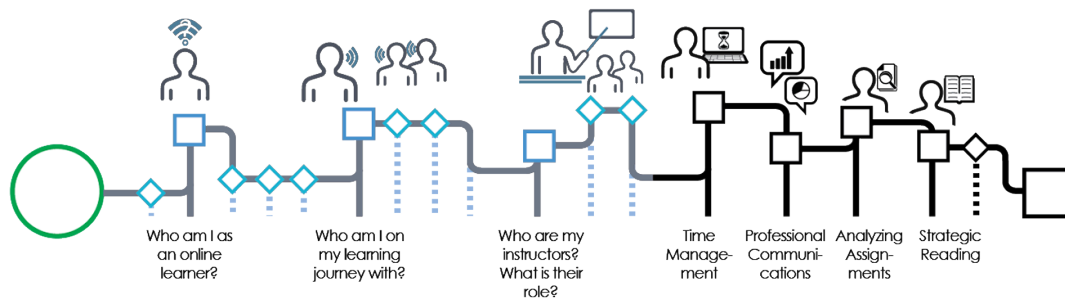 Who am I as
an online
learner?
Who am I on
my learning
journey with?
Who are my
instructors?
What is their
role?
Time
Manage-
ment
Professional
Communi-
cations
Analyzing
Assign-
ments
Strategic
Reading